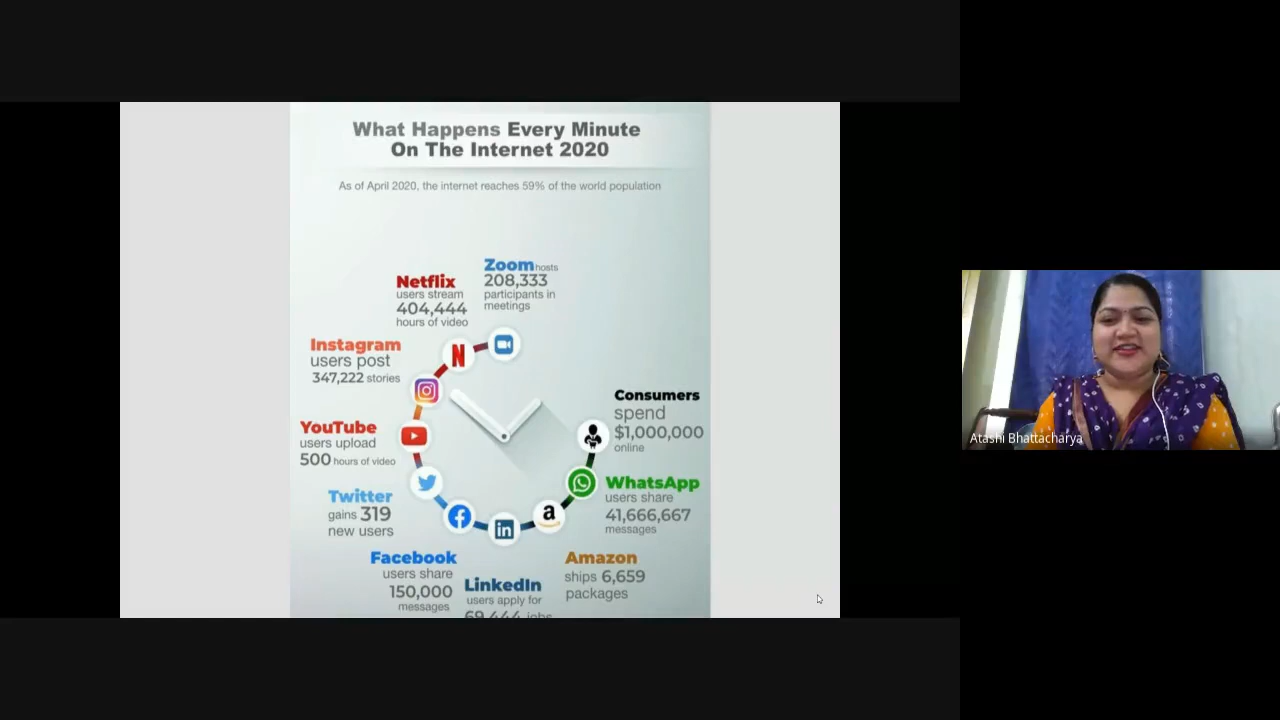 What Happens Every Minute
On The Internet 2020
As of April 2020, the internet reaches 59% of the world population
Zoom hosts
208,333
participants in
meetings
Netflix
users stream
404,444
hours of video
Instagram
users post
347,222 stories
YouTube
users upload
500 hours of video
Twitter
gains 319
new users
Facebook
users share
150,000
messages
LinkedIn
users apply for
69,444 jobs
Amazon
ships 6,659
packages
WhatsApp
users share
41,666,667
messages
Consumers
spend
$1,000,000
online
N
in
a
Atashi Bhattacharya